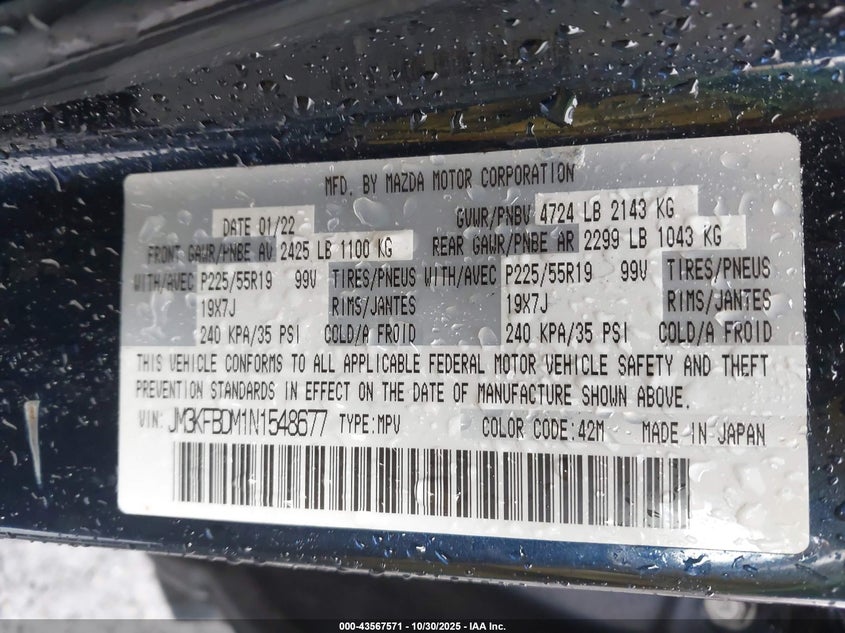 MFD. BY MAZDA MOTOR CORPORATION
DATE 01/22 GVWR/PNBV 4724 LB 2143 KG
FRONT GAWR/PNBE AV 2425 LB 1100 KG REAR GAWR/PNBE AR 2299 LB 1043 KG
WITH/AVEC P225/55R19 99V TIRES/PNEUS WITH/AVEC P225/55R19 99V TIRES/PNEUS
19X7J RIMS/JANTES 19X7J RIMS/JANTES
240 KPA/35 PSI COLD/A FROID 240 KPA/35 PSI COLD/A FROID
THIS VEHICLE CONFORMS TO ALL APPLICABLE FEDERAL MOTOR VEHICLE SAFETY AND THEFT
PREVENTION STANDARDS IN EFFECT ON THE DATE OF MANUFACTURE SHOWN ABOVE.
VIN: JM3KFBDM1N1548677 TYPE:MPV COLOR CODE:42M MADE IN JAPAN
000-43567571 | 10/30/2025 - IAA Inc.